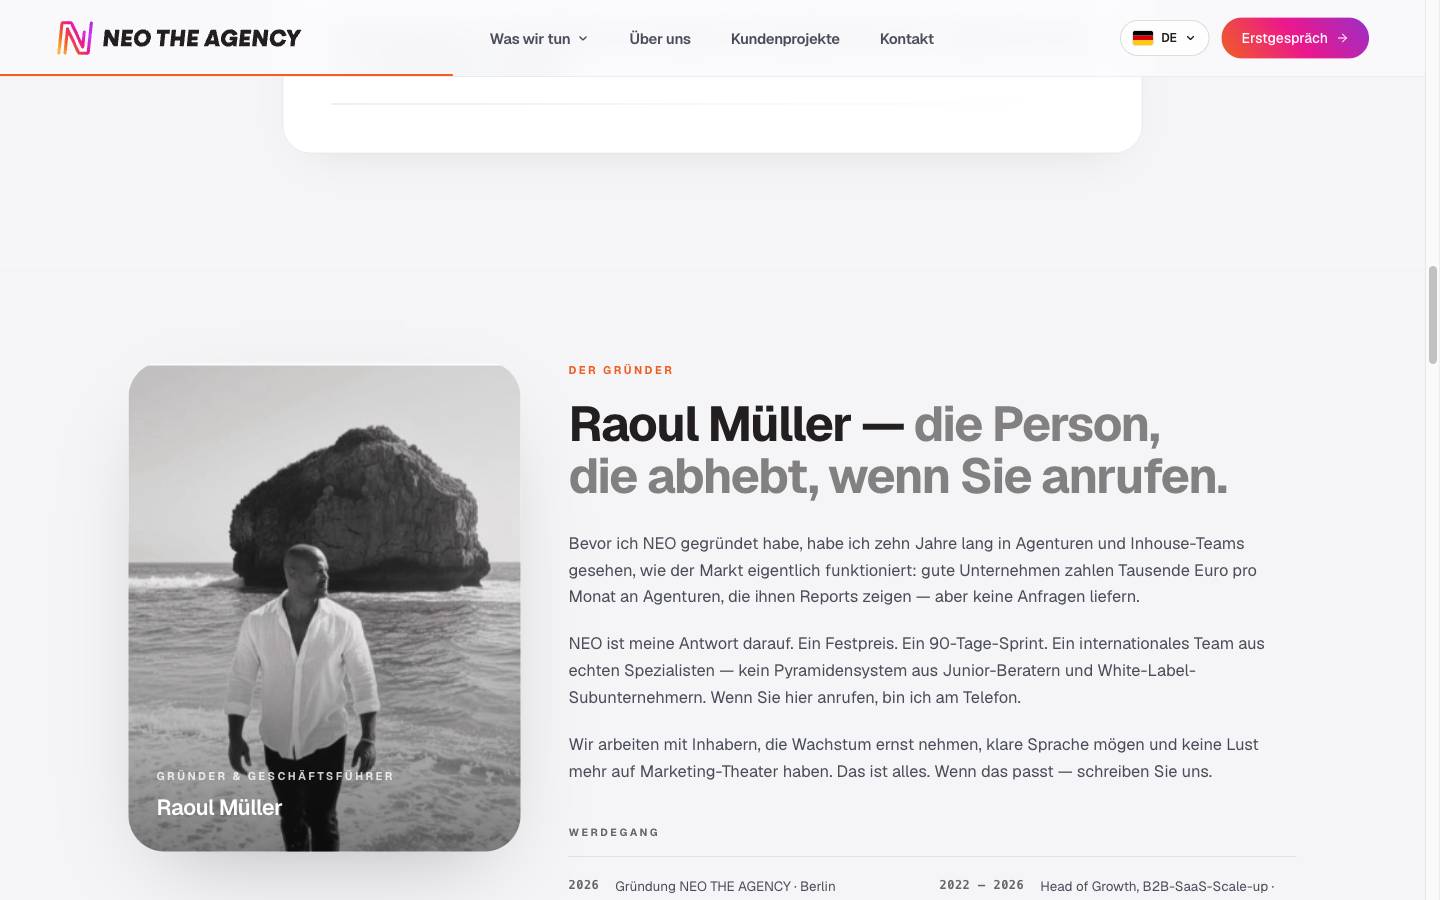 NEO THE AGENCY
Was wir tun
Über uns
Kundenprojekte
Kontakt
DE
Erstgespräch →
DER GRÜNDER
Raoul Müller — die Person,
die abhebt, wenn Sie anrufen.
Bevor ich NEO gegründet habe, habe ich zehn Jahre lang in Agenturen und Inhouse-Teams
gesehen, wie der Markt eigentlich funktioniert: gute Unternehmen zahlen Tausende Euro pro
Monat an Agenturen, die ihnen Reports zeigen — aber keine Anfragen liefern.
NEO ist meine Antwort darauf. Ein Festpreis. Ein 90-Tage-Sprint. Ein internationales Team aus
echten Spezialisten — kein Pyramidensystem aus Junior-Beratern und White-Label-
Subunternehmern. Wenn Sie hier anrufen, bin ich am Telefon.
Wir arbeiten mit Inhabern, die Wachstum ernst nehmen, klare Sprache mögen und keine Lust
mehr auf Marketing-Theater haben. Das ist alles. Wenn das passt — schreiben Sie uns.
GRÜNDER & GESCHÄFTSFÜHRER
Raoul Müller
WERDEGANG
2026 Gründung NEO THE AGENCY · Berlin
2022 — 2026 Head of Growth, B2B-SaaS-Scale-up ·